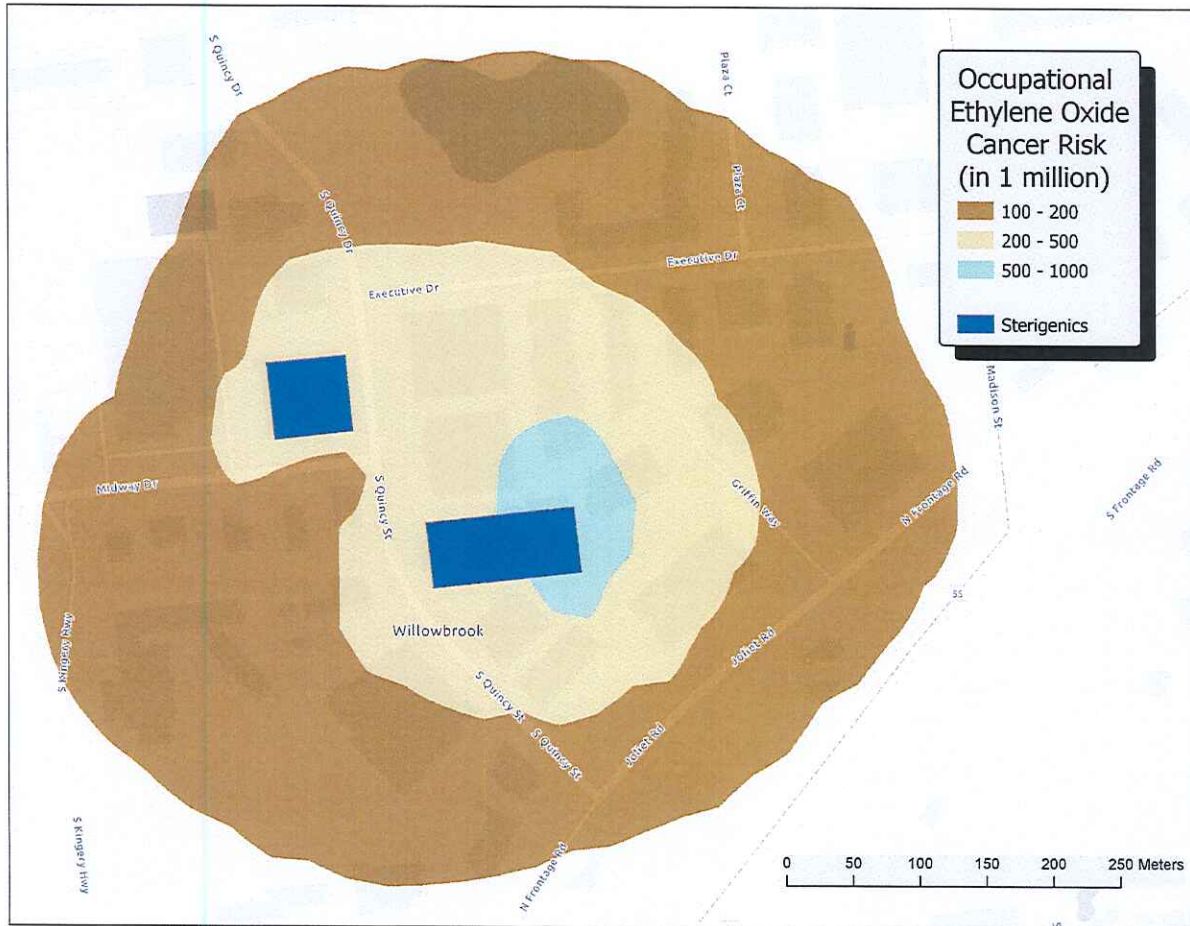 S Quincy Dr
Plaza Ct
Occupational
Ethylene Oxide
Cancer Risk
(in 1 million)
100 - 200
200 - 500
500 - 1000
Sterigenics
Plaza Ct
S Quincy Dr
Executive Dr
Executive Dr
Madison St
Midway Dr
S Quincy St
Griffin Way
N Frontage Rd
S Frontage Rd
55
Willowbrook
S Kingery Hwy
Joliet Rd
S Quincy St
S Quincy St
Joliet Rd
S Kingery Hwy
N Frontage Rd
0 50 100 150 200 250 Meters